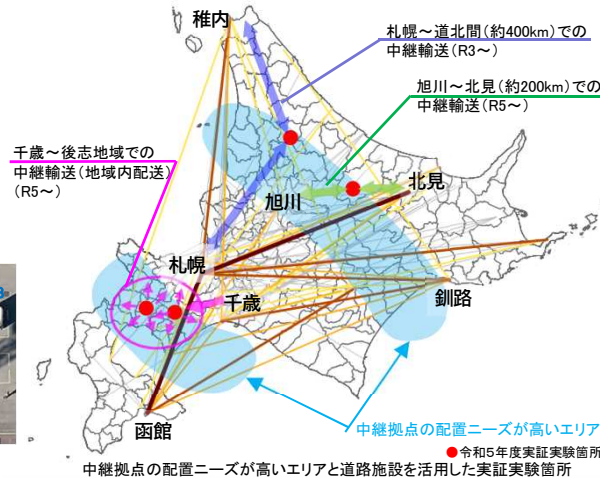 稚内
札幌～道北間(約400km)での
中継輸送(R3～)
旭川～北見(約200km)での
中継輸送(R5～)
千歳～後志地域での
中継輸送(地域内配送)
(R5～)
旭川
北見
札幌
千歳
釧路
函館
中継拠点の配置ニーズが高いエリア
●令和5年度実証実験箇所
中継拠点の配置ニーズが高いエリアと道路施設を活用した実証実験箇所